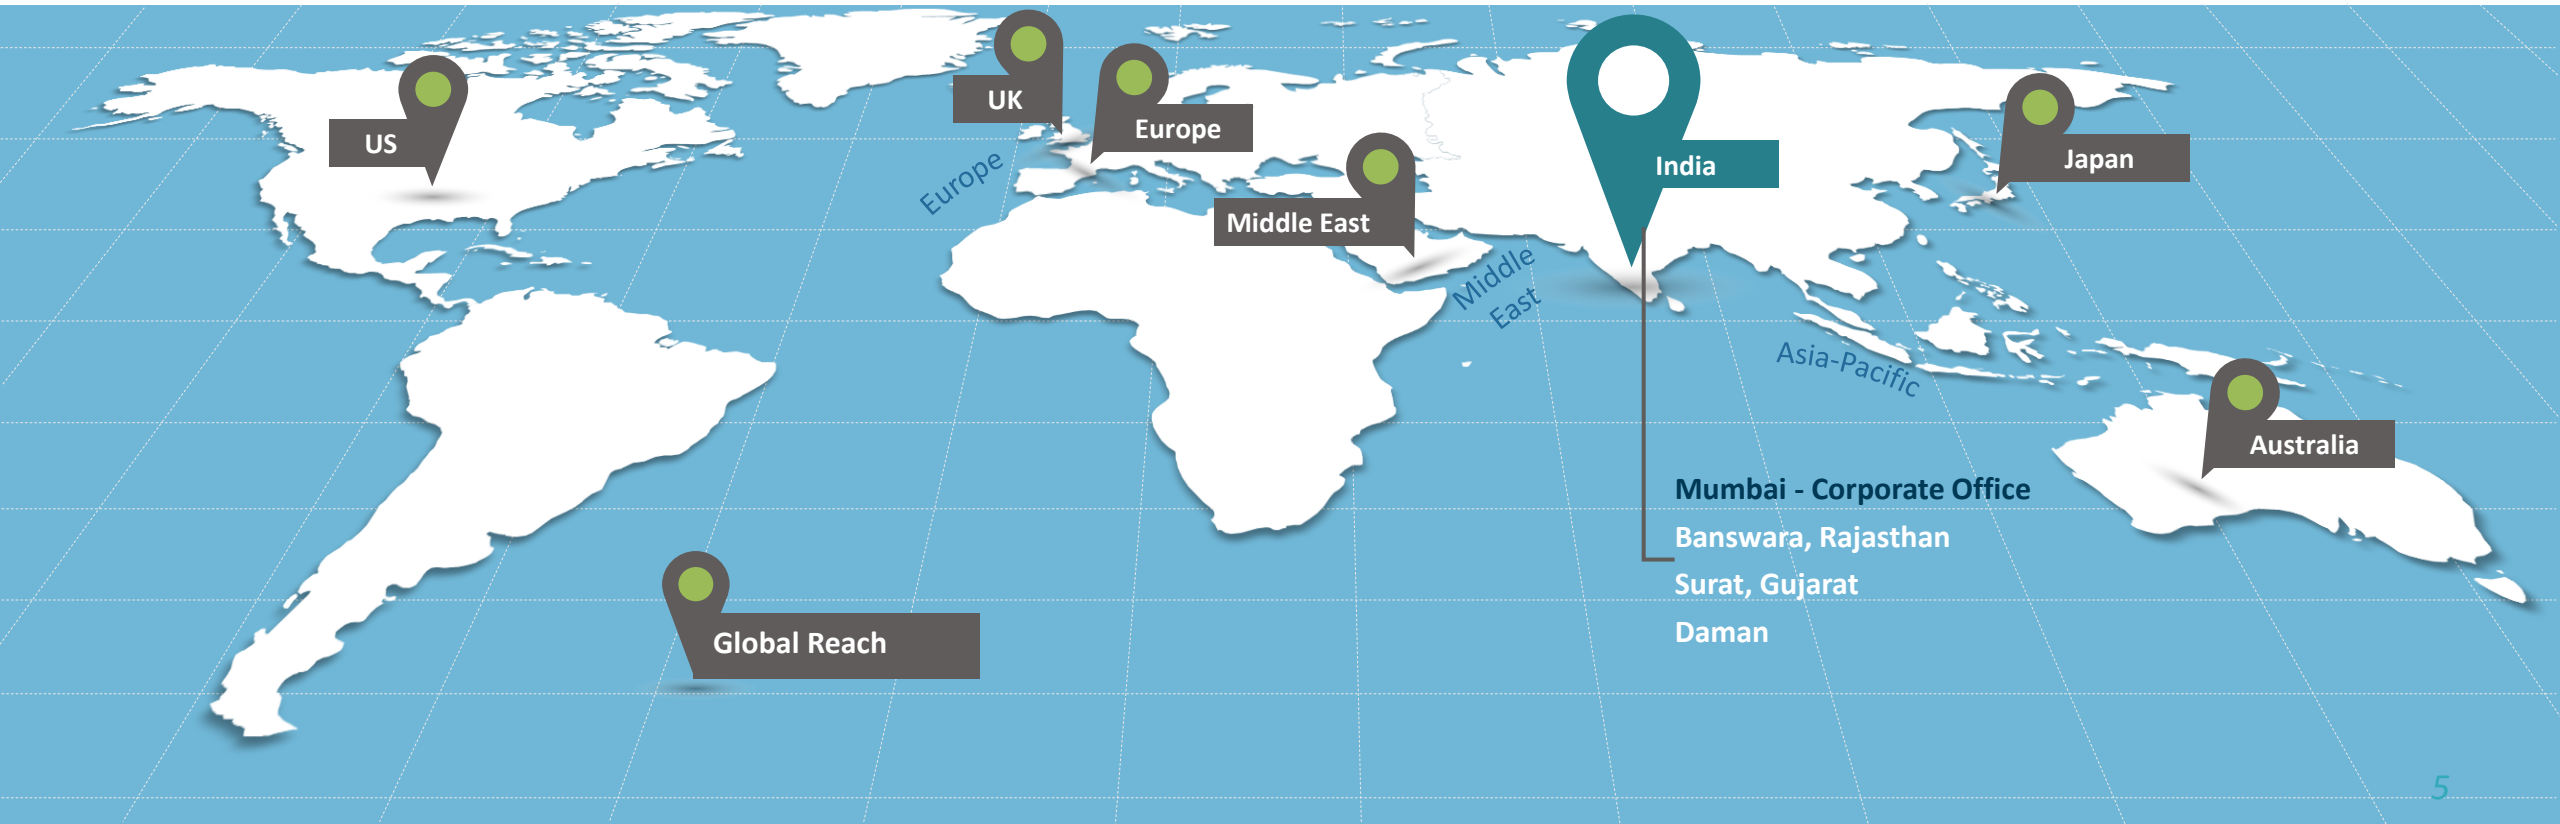 US
UK
Europe
Europe
Middle East
Middle
East
India
Japan
Asia-Pacific
Australia
Mumbai - Corporate Office
Banswara, Rajasthan
Surat, Gujarat
Daman
Global Reach
5